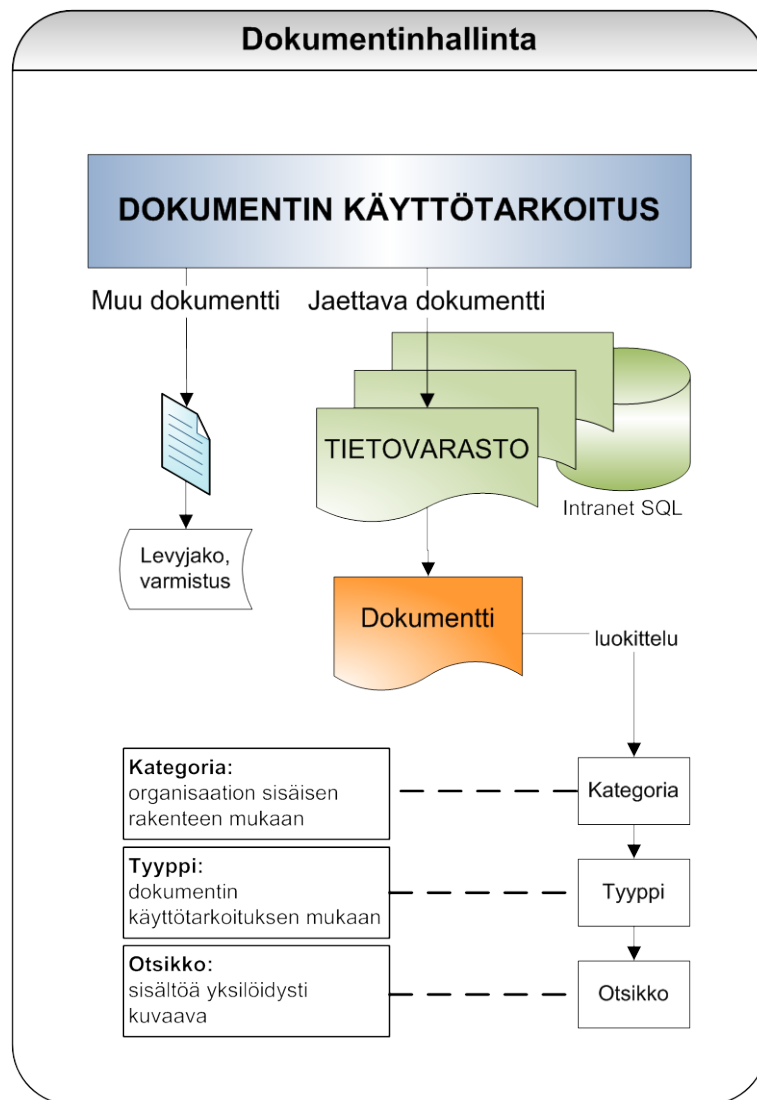 Dokumentinhallinta
DOKUMENTIN KÄYTTÖTARKOITUS
Muu dokumentti
Jaettava dokumentti
TIETOVARASTO
Intranet SQL
Levyjako,
varmistus
Dokumentti
luokittelu
Kategoria:
organisaation sisäisen
rakenteen mukaan
Kategoria
Tyyppi:
dokumentin
käyttötarkoituksen mukaan
Tyyppi
Otsikko:
sisältöä yksilöidysti
kuvaava
Otsikko